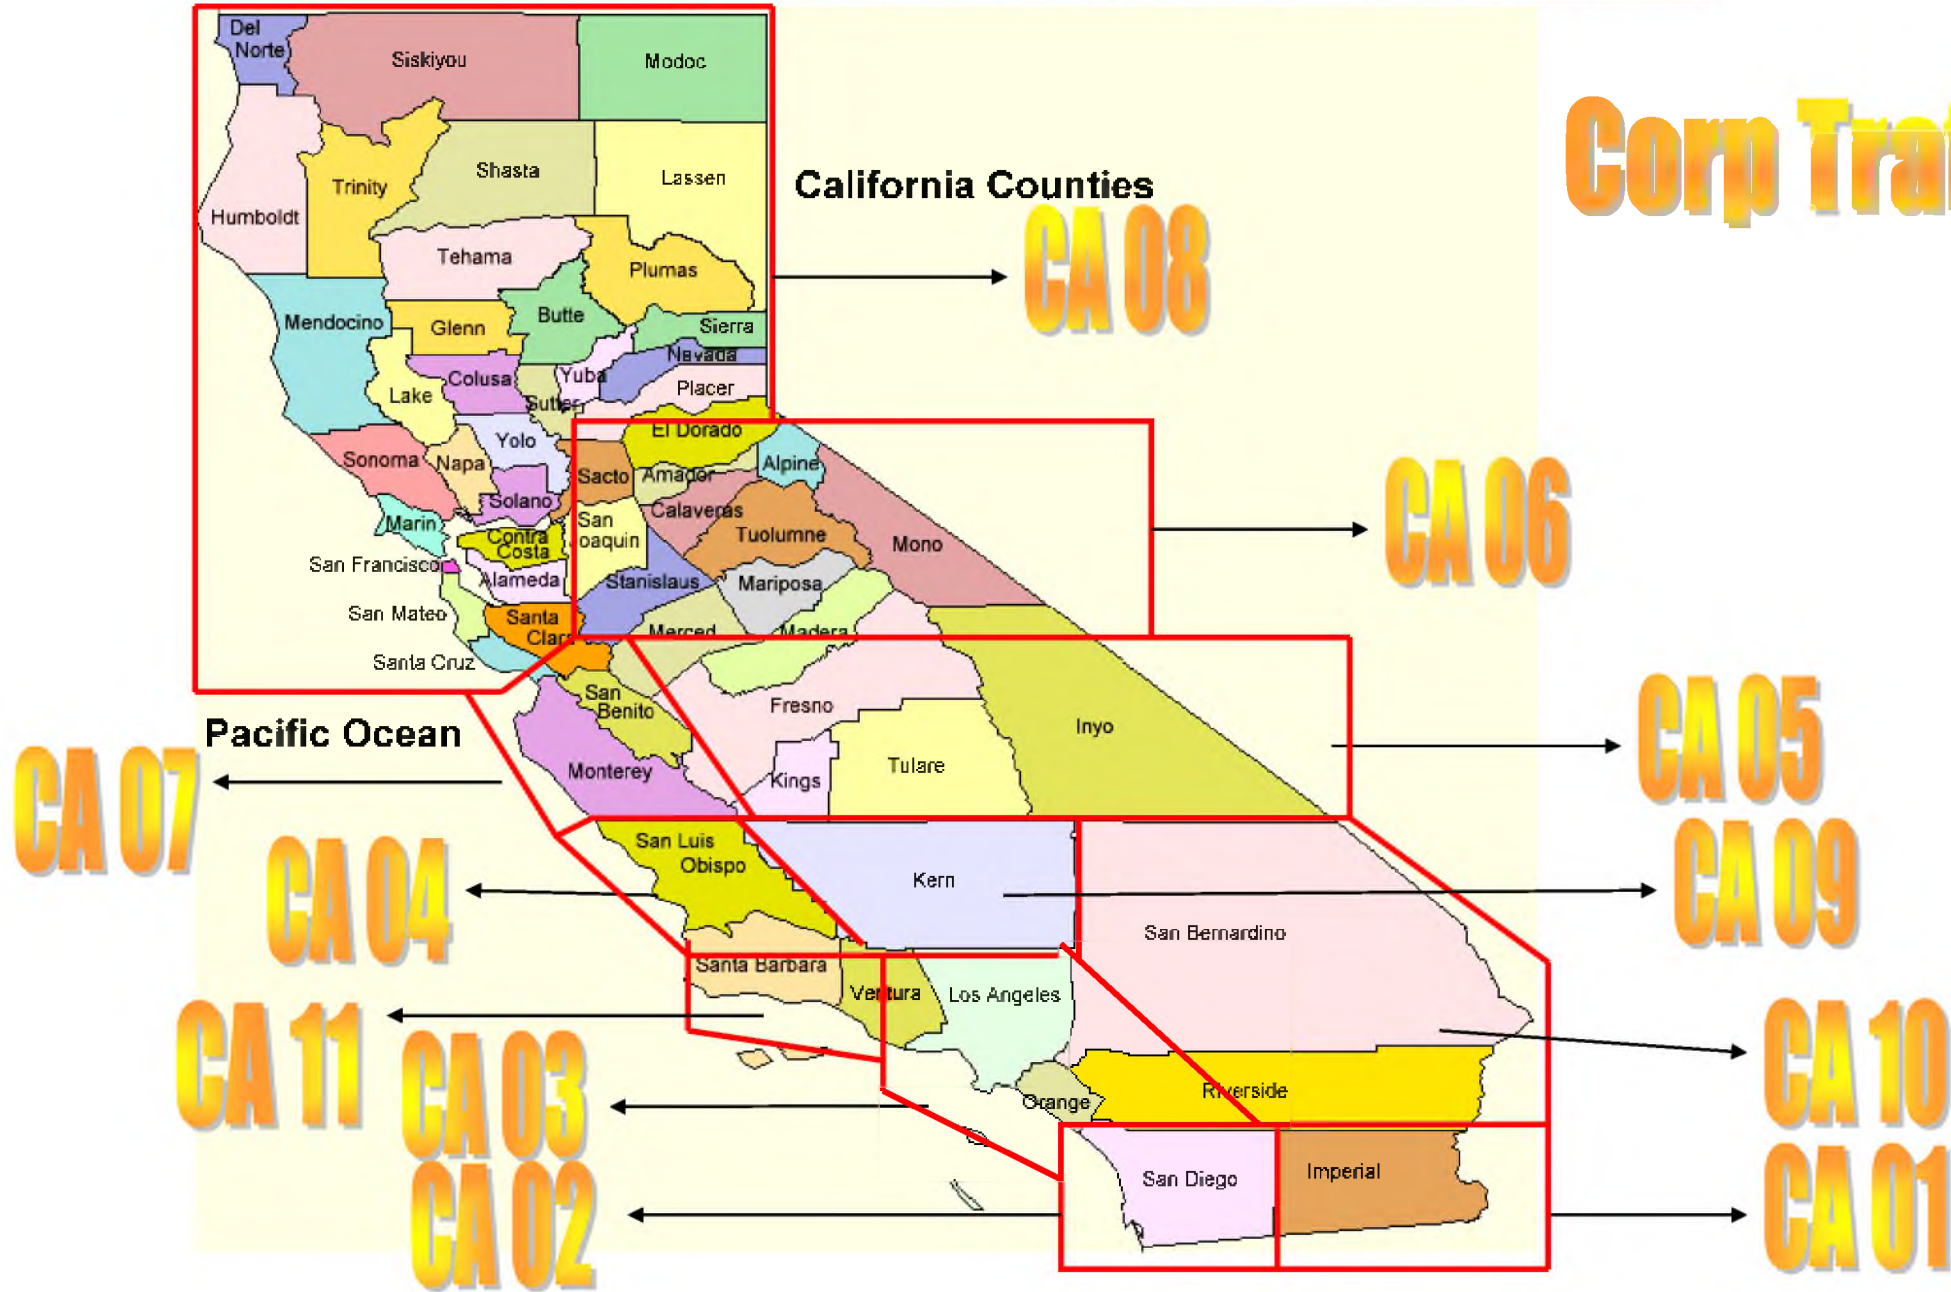 Del
Norte
Siskiyou
Modoc
Corp
Shasta
Lassen
Trinity
California Counties
Humboldt
CA 08
Tehama
Plumas
Mendocino
Glenn
Butte
Sierra
Nevada
Colusa
Yuba
Placer
Lake
Sutter
El Dorado
Yolo
Sonoma
Napa
Sacto
Amador
Alpine
CA 06
Solano
Calaveras
Marin
San
oaquin
Contra
Costa
Tuolumne
Mono
San Francisco
Alameda
Stanislaus
Mariposa
San Mateo
Santa
Clar
Merced
Madera
Santa Cruz
San
Benito
Fresno
Inyo
CA 05
Pacific Ocean
CA 07
Monterey
Kings
Tulare
San Luis
Obispo
Kern
CA 09
CA 04
San Bernardino
Santa Barbara
Ventura
Los Angeles
CA 11
CA 10
CA 03
Orange
Riverside
San Diego
Imperial
CA 02
CA 01